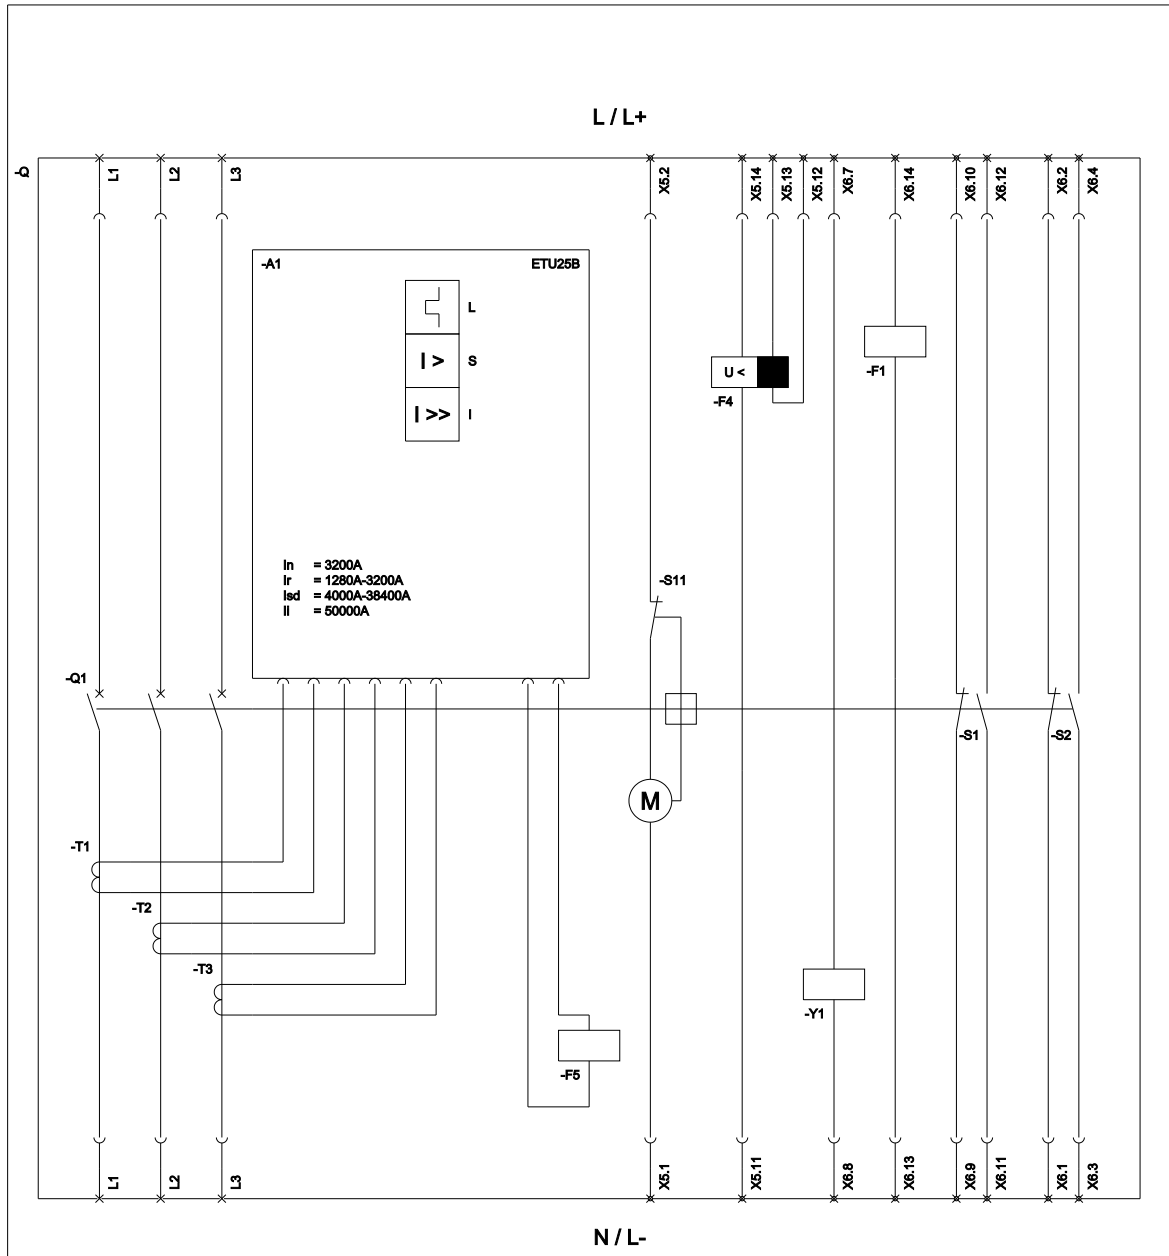 L / L+
-Q
L1
L2
L3
X5.2
X5.14
X5.13
X5.12
X6.7
X6.14
X6.10
X6.12
X6.2
X6.4
-A1
ETU25B
L
I >
S
I >>
I
U <
-F4
-F1
In = 3200A
Ir = 1280A-3200A
Isd = 4000A-38400A
Ii = 50000A
-S11
-Q1
-S1
-S2
M
-T1
-T2
-T3
-Y1
-F5
L1
L2
L3
X5.1
X5.11
X6.8
X6.13
X6.9
X6.11
X6.1
X6.3
N / L-